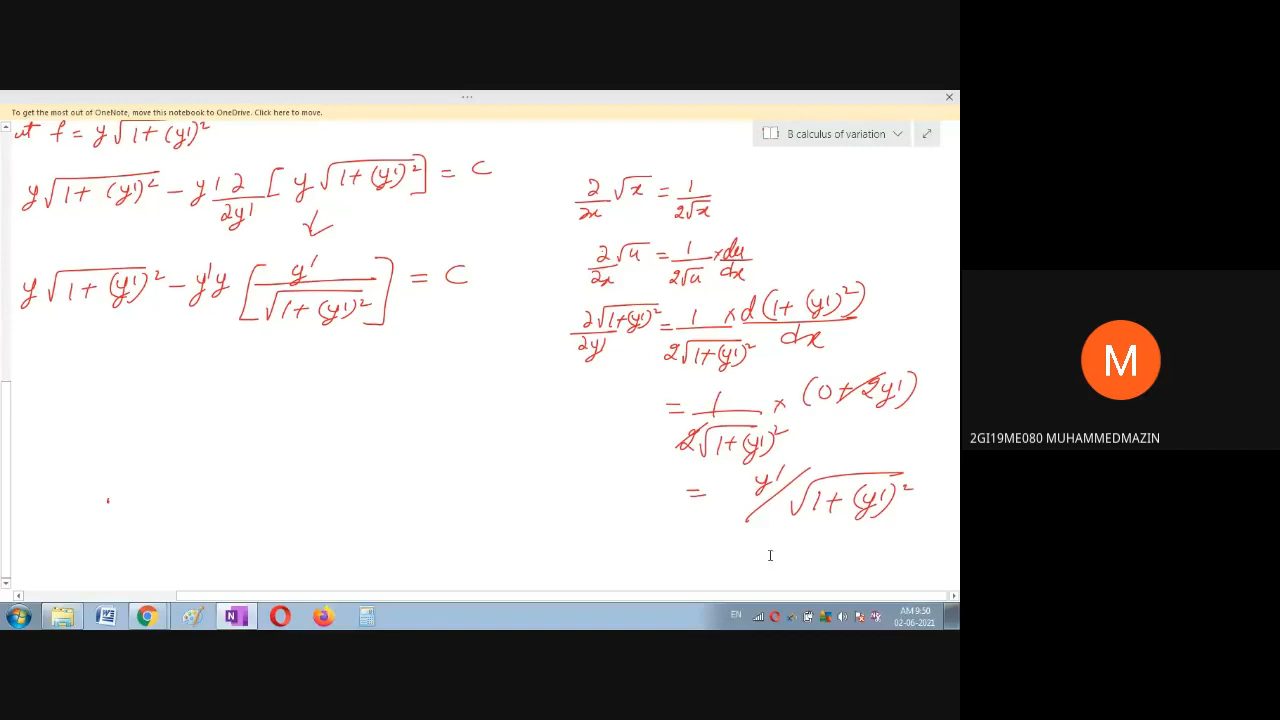 To get the most out of OneNote, move this notebook to OneDrive. Click here to move.
B calculus of variation
ut f = y√1+(y')²
y√1+(y')² - y' ∂/∂y' [ y√1+(y')² ] = C
y√1+(y')² - y'y [ y'/√1+(y')² ] = C
∂/∂x √x = 1/2√x
∂/∂x √u = 1/2√u × du/dx
∂√1+(y')²/∂y' = 1/2√1+(y')² × d(1+(y')²)/dx
= 1/2√1+(y')² × (0+2y')
= y'/√1+(y')²
M
2GI19ME080 MUHAMMEDMAZIN
EN
AM 9:50
02-06-2021